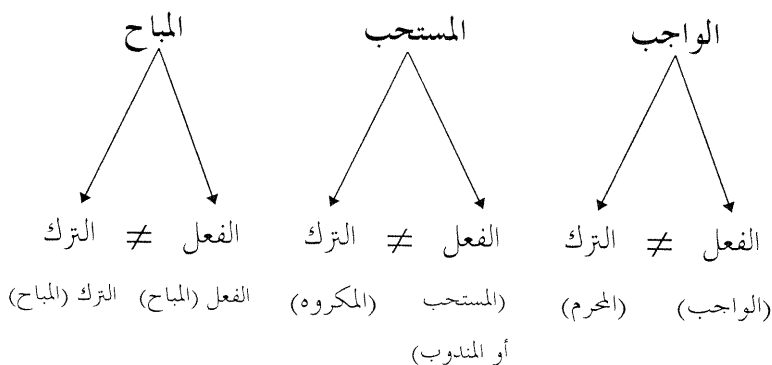 الواجب المستحب المباح
الفعل ≠ الترك الفعل ≠ الترك الفعل ≠ الترك
(الواجب) (المحرم) (المستحب (المكروه) الفعل (المباح) الترك (المباح)
أو المندوب)